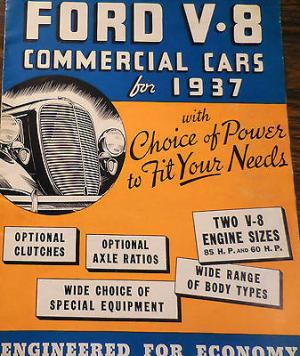 FORD V·8
COMMERCIAL CARS
for 1937
with
Choice of Power
to Fit Your Needs
TWO V-8
ENGINE SIZES
85 H.P. AND 60 H.P.
OPTIONAL
CLUTCHES
OPTIONAL
AXLE RATIOS
WIDE RANGE
OF BODY TYPES
WIDE CHOICE OF
SPECIAL EQUIPMENT
ENGINEERED FOR ECONOMY